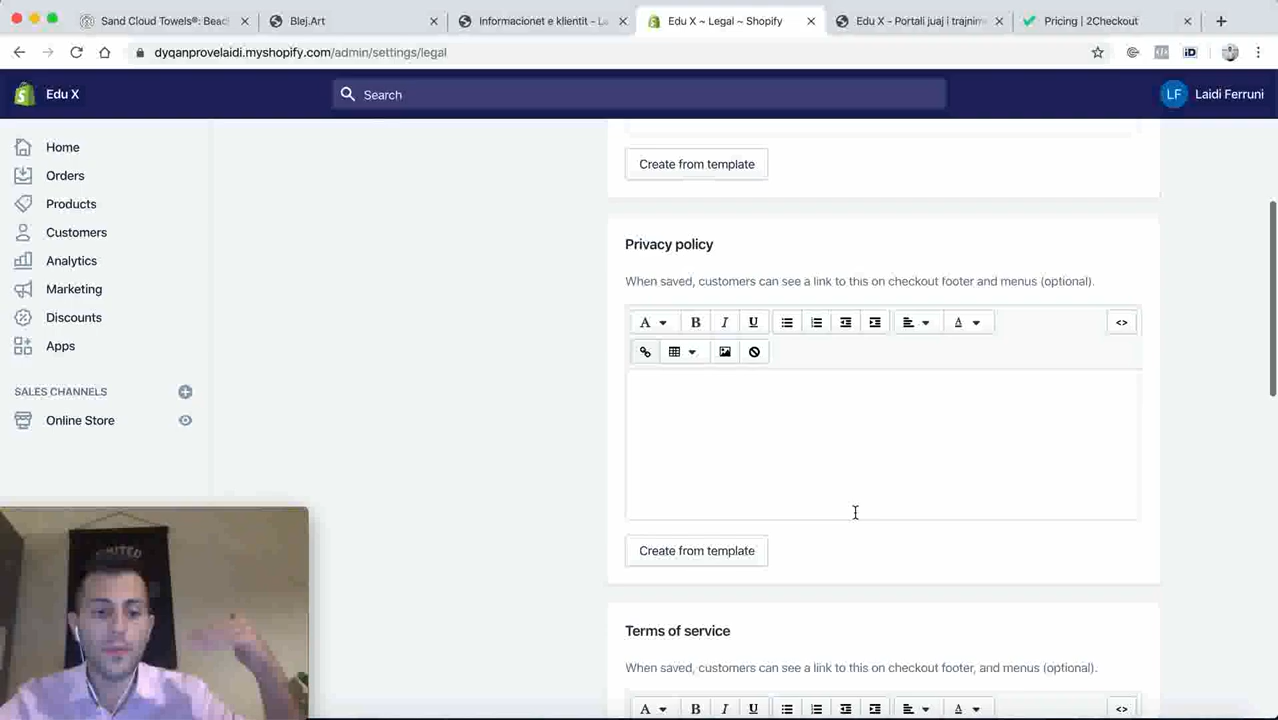 Sand Cloud Towels®: Beac
Blej.Art
Informacionet e klientit - L
Edu X ~ Legal ~ Shopify
Edu X - Portali juaj i trajnim
Pricing | 2Checkout
dyqanprovelaidi.myshopify.com/admin/settings/legal
iD
Edu X
Search
LF
Laidi Ferruni
Home
Orders
Products
Customers
Analytics
Marketing
Discounts
Apps
SALES CHANNELS
Online Store
Create from template
Privacy policy
When saved, customers can see a link to this on checkout footer and menus (optional).
A B I U A <>
Create from template
Terms of service
When saved, customers can see a link to this on checkout footer, and menus (optional).
A B I U A <>